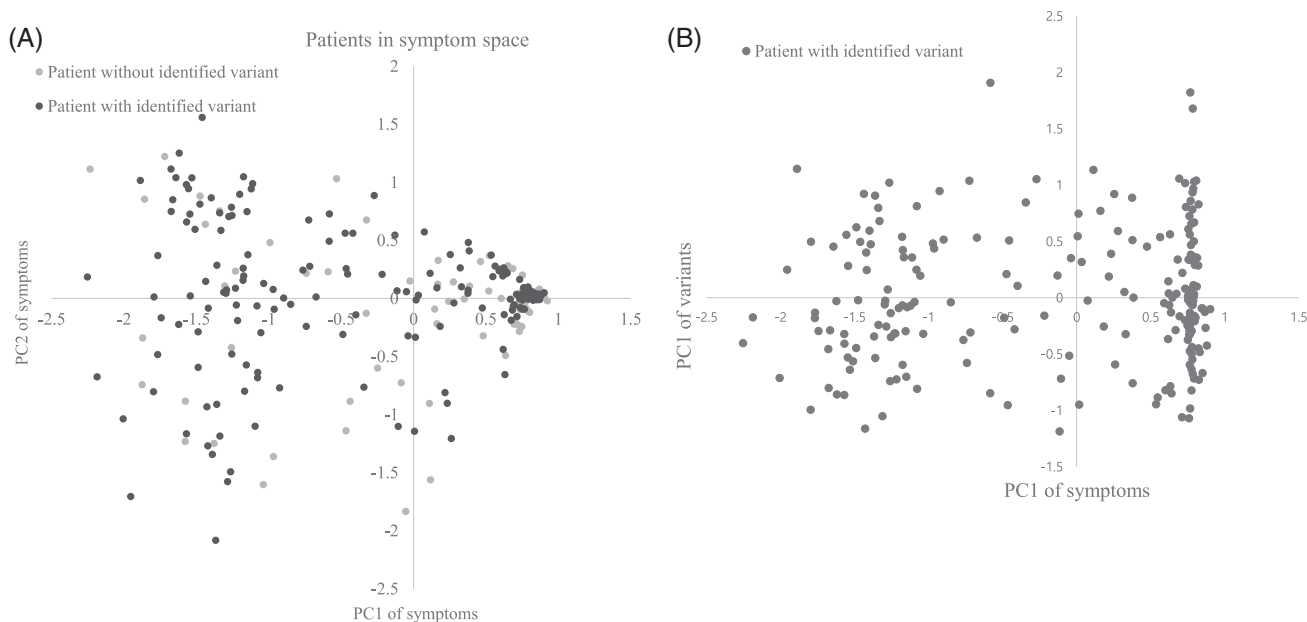 (A)
Patients in symptom space
Patient without identified variant
Patient with identified variant
2
1.5
1
0.5
0
-0.5
-1
-1.5
-2
-2.5
-2.5 -2 -1.5 -1 -0.5 0 0.5 1 1.5
PC2 of symptoms
PC1 of symptoms
(B)
Patient with identified variant
2.5
2
1.5
1
0.5
0
-0.5
-1
-1.5
-2.5 -2 -1.5 -1 -0.5 0 0.5 1 1.5
PC1 of variants
PC1 of symptoms